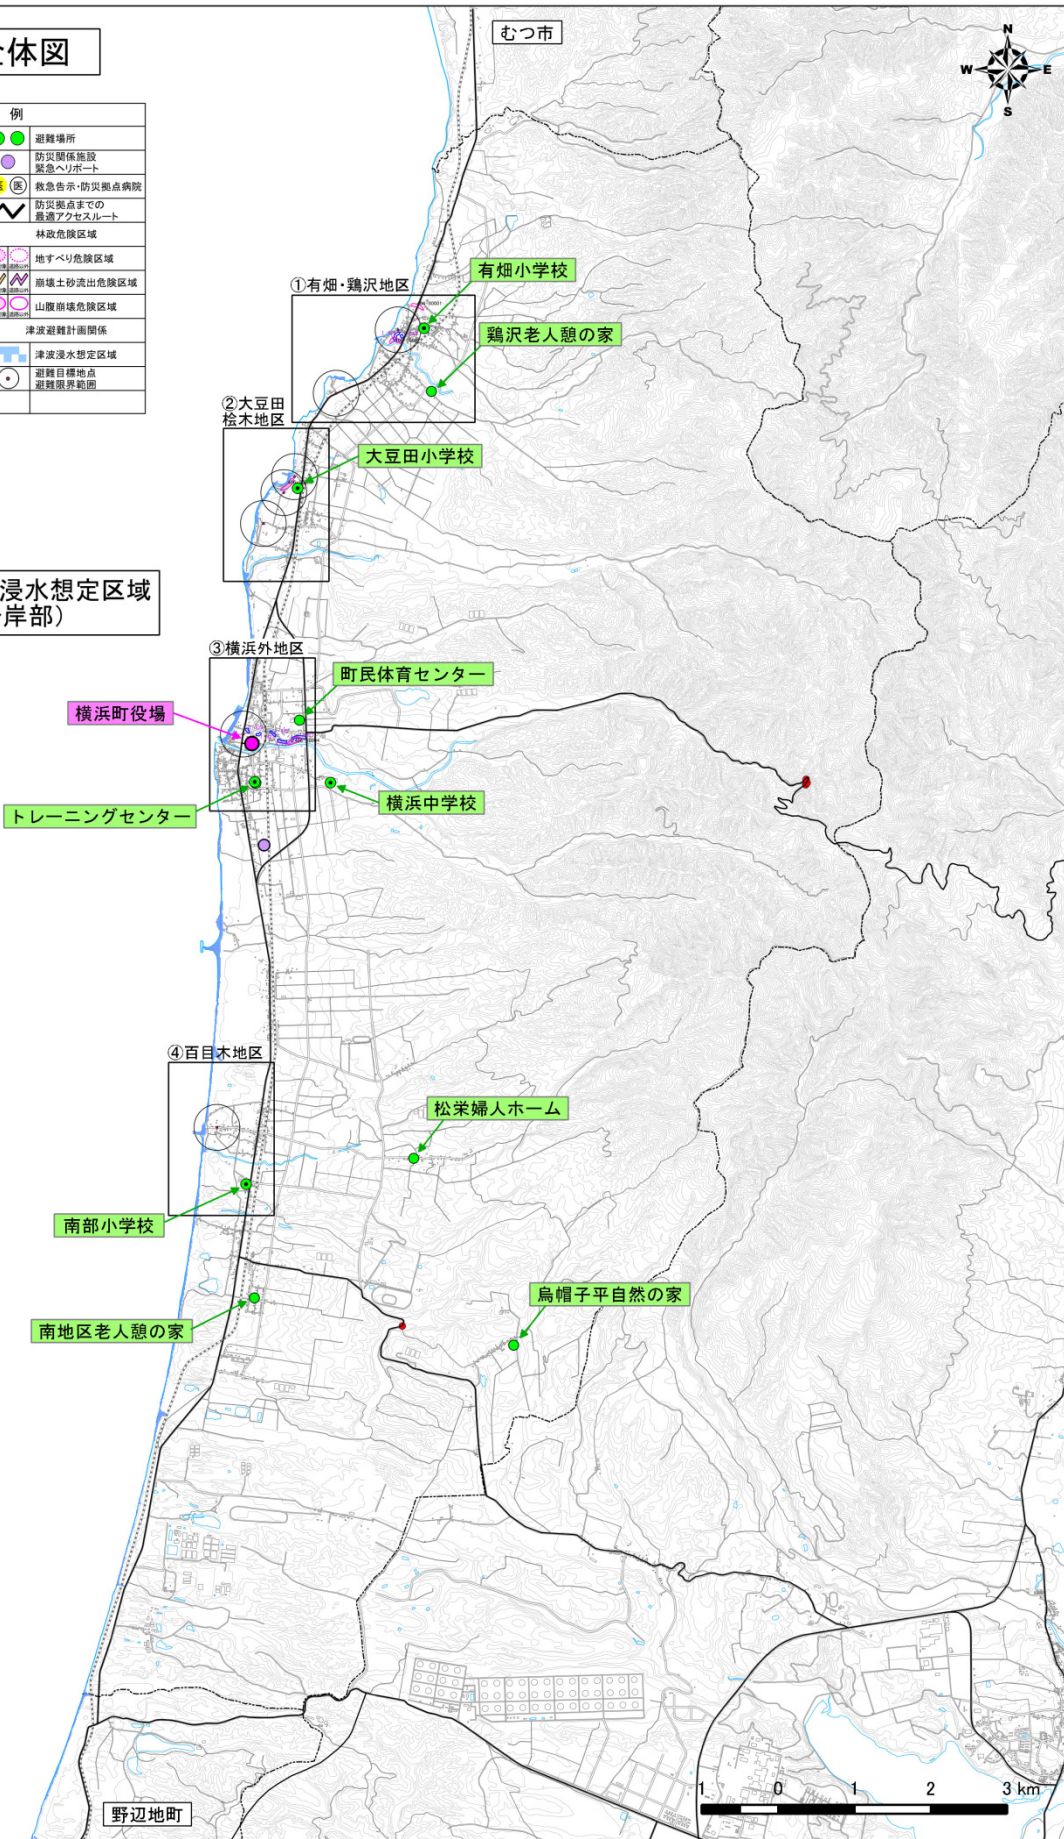 全体図
むつ市
N
W
E
S
例
避難場所
防災関係施設
緊急ヘリポート
医
救急告示・防災拠点病院
防災拠点までの
最適アクセスルート
林政危険区域
地すべり危険区域
崩壊土砂流出危険区域
山腹崩壊危険区域
津波避難計画関係
津波浸水想定区域
避難目標地点
避難限界範囲
①有畑・鶏沢地区
有畑小学校
鶏沢老人憩の家
②大豆田
桧木地区
大豆田小学校
浸水想定区域
岸部）
③横浜外地区
町民体育センター
横浜町役場
トレーニングセンター
横浜中学校
④百目木地区
松栄婦人ホーム
南部小学校
烏帽子平自然の家
南地区老人憩の家
1 0 1 2 3 km
野辺地町